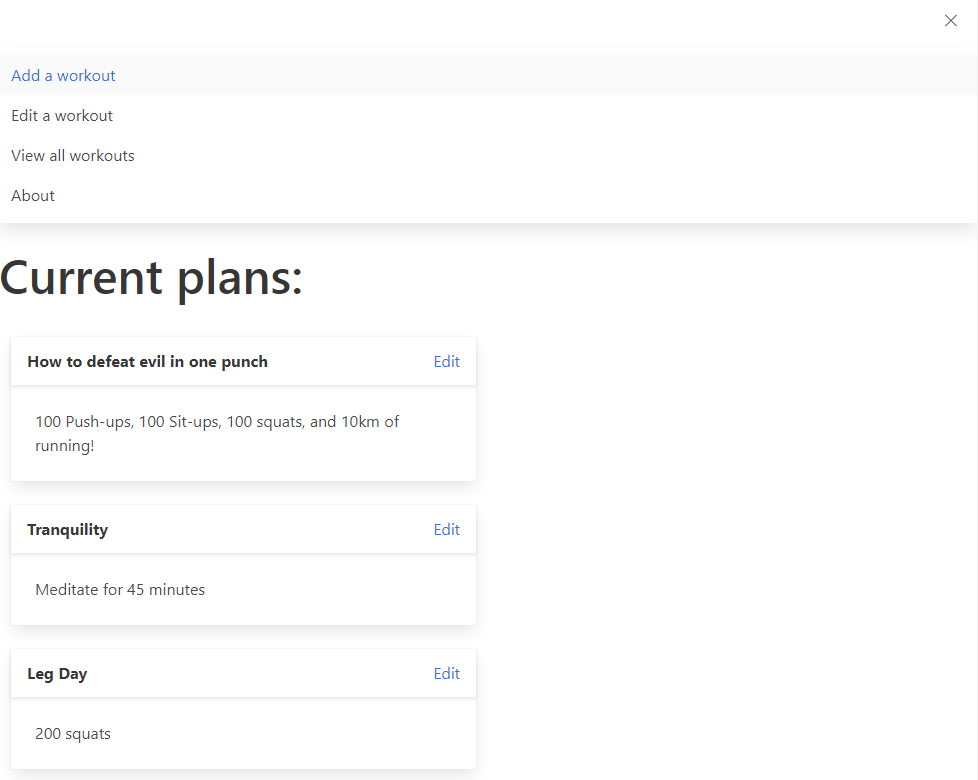 Add a workout
Edit a workout
View all workouts
About
Current plans:
How to defeat evil in one punch
Edit
100 Push-ups, 100 Sit-ups, 100 squats, and 10km of
running!
Tranquility
Edit
Meditate for 45 minutes
Leg Day
Edit
200 squats